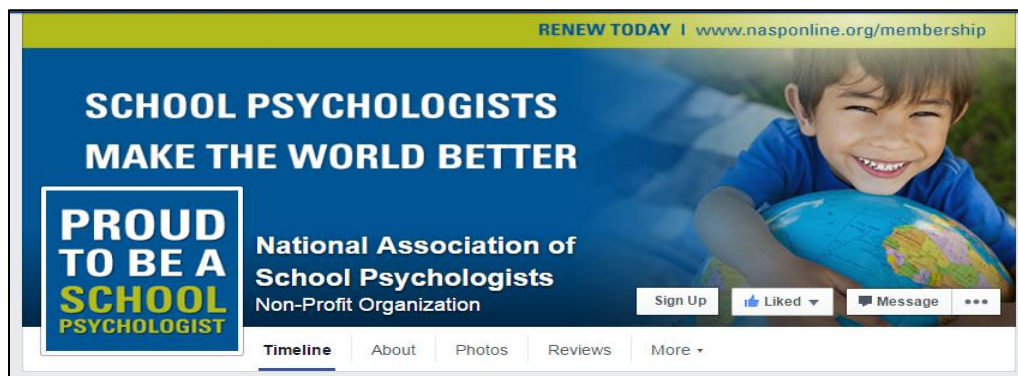 RENEW TODAY | www.nasponline.org/membership
SCHOOL PSYCHOLOGISTS
MAKE THE WORLD BETTER
PROUD
TO BE A
SCHOOL
PSYCHOLOGIST
National Association of
School Psychologists
Non-Profit Organization
Sign Up Liked Message
Timeline About Photos Reviews More